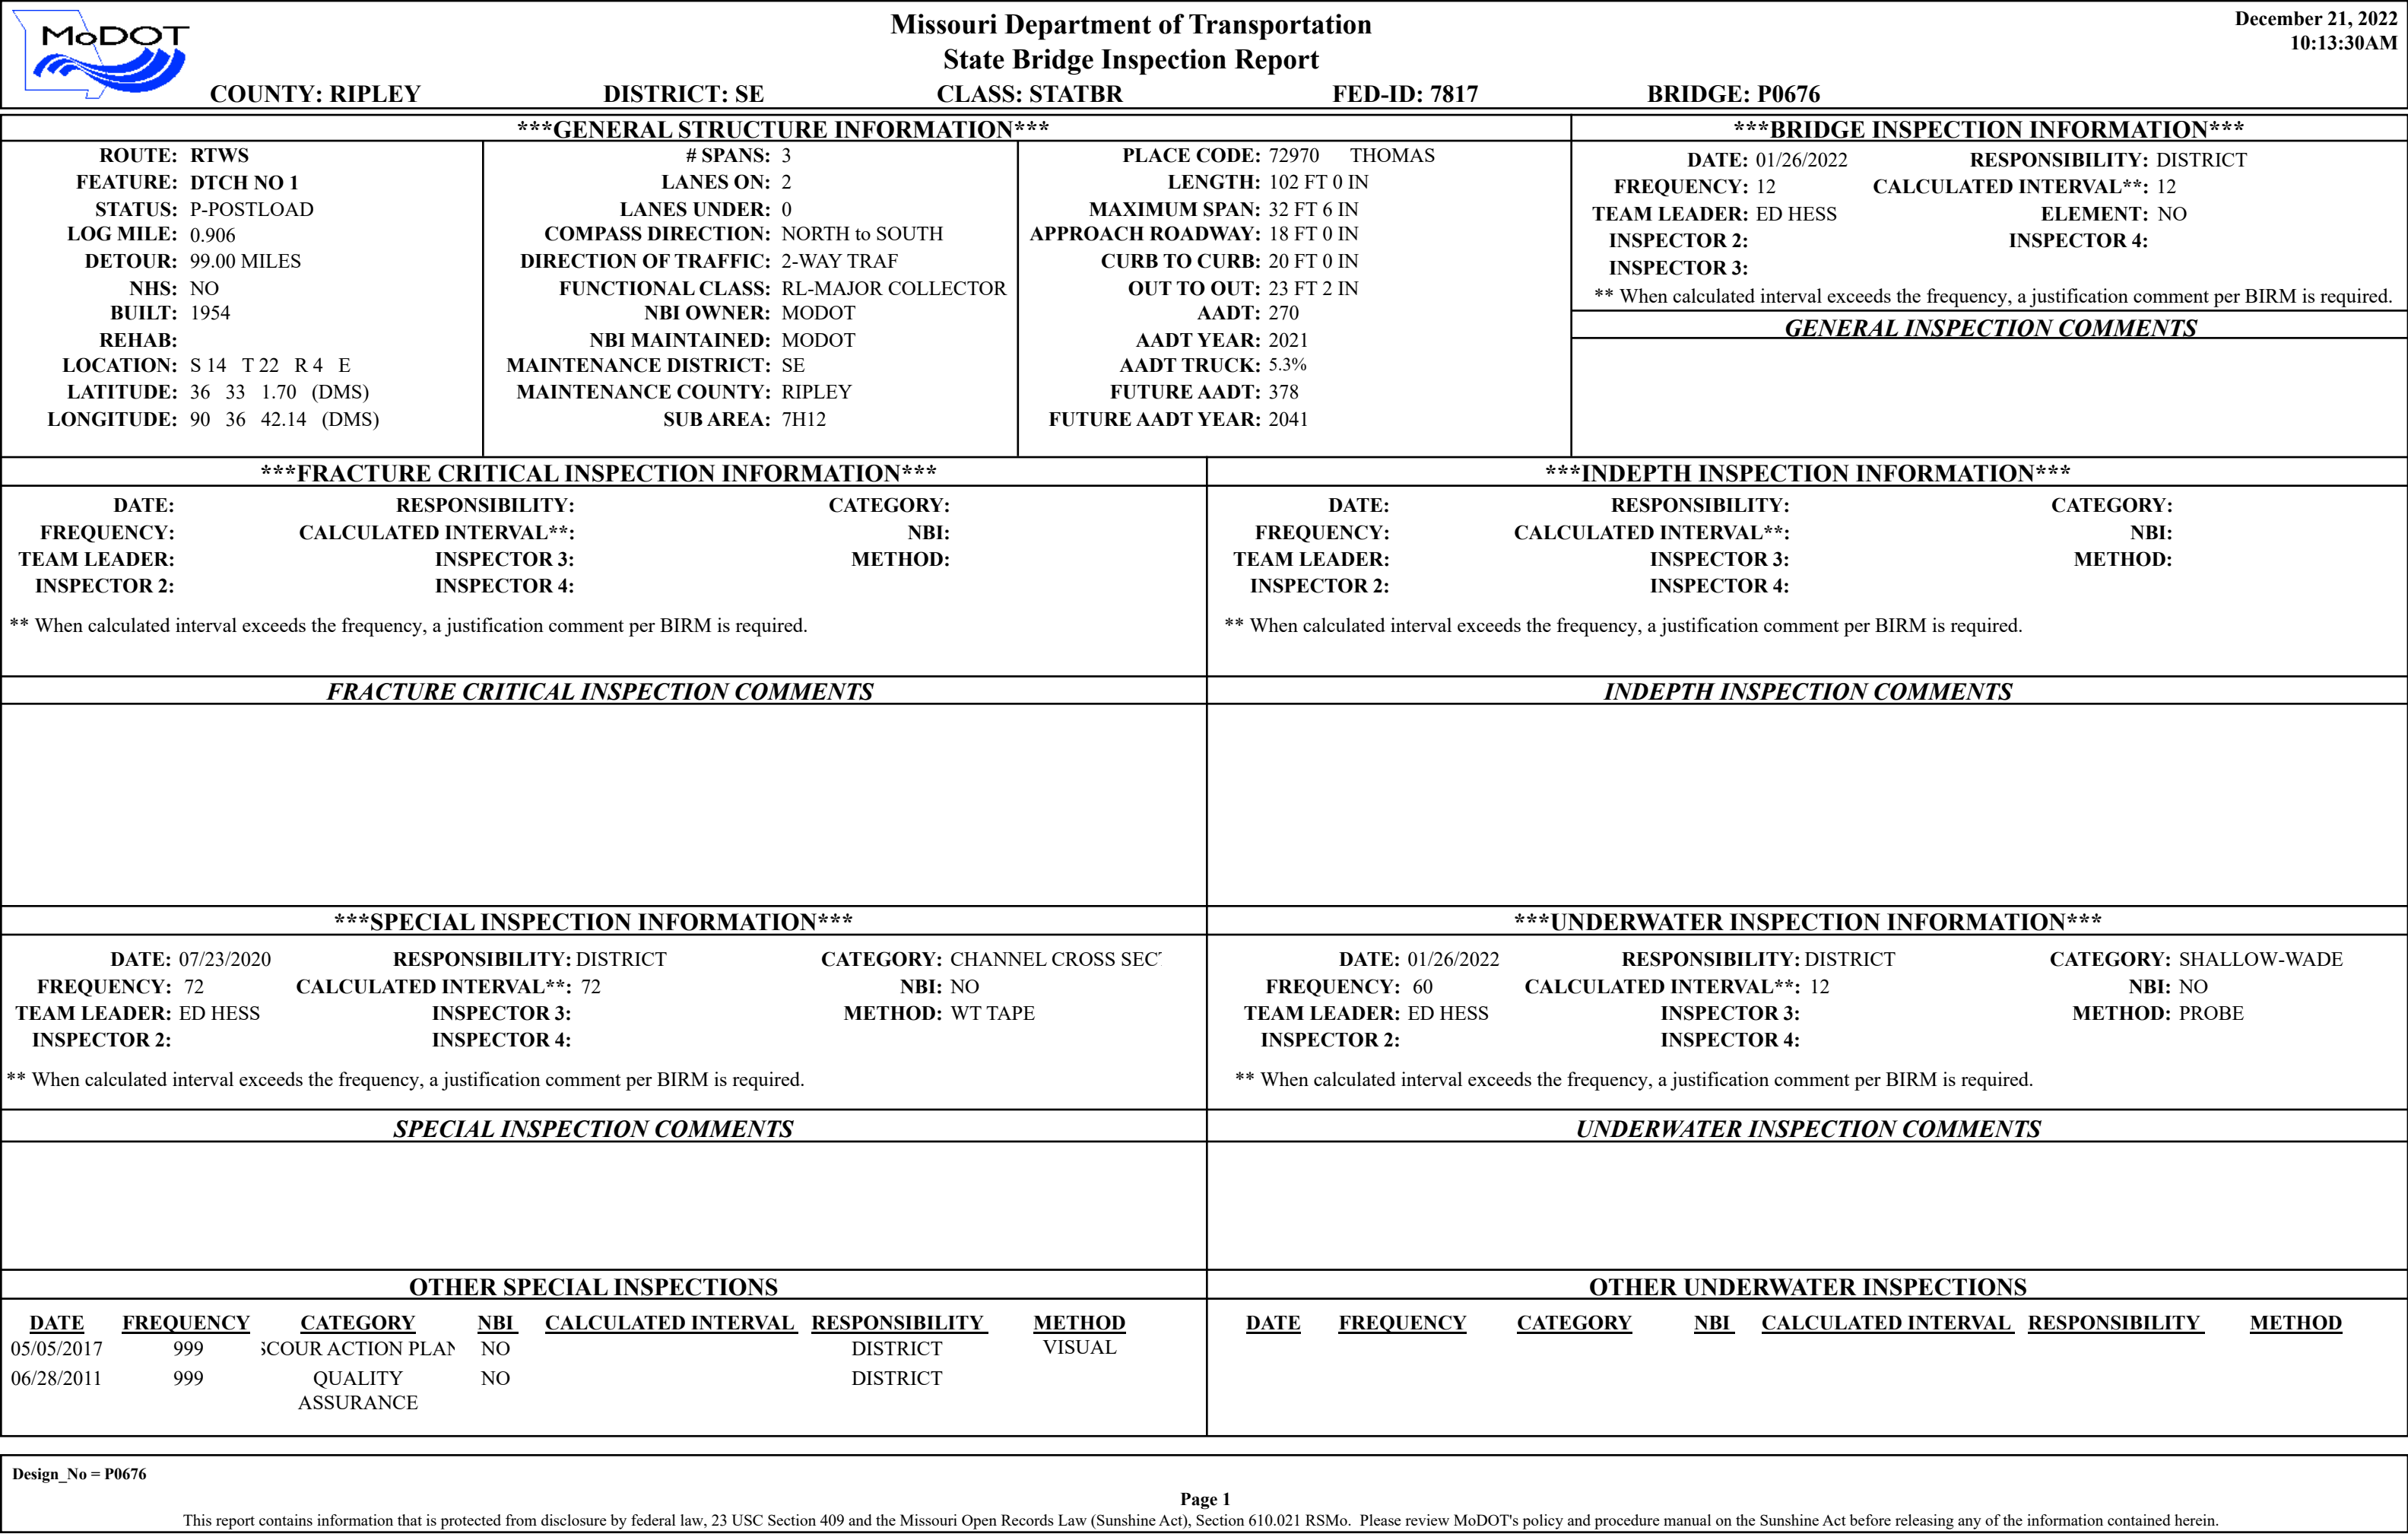 MoDOT
Missouri Department of Transportation
State Bridge Inspection Report
December 21, 2022
10:13:30AM
COUNTY: RIPLEY DISTRICT: SE CLASS: STATBR FED-ID: 7817 BRIDGE: P0676
***GENERAL STRUCTURE INFORMATION***
ROUTE: RTWS
FEATURE: DTCH NO 1
STATUS: P-POSTLOAD
LOG MILE: 0.906
DETOUR: 99.00 MILES
NHS: NO
BUILT: 1954
REHAB:
LOCATION: S 14 T 22 R 4 E
LATITUDE: 36 33 1.70 (DMS)
LONGITUDE: 90 36 42.14 (DMS)
# SPANS: 3
LANES ON: 2
LANES UNDER: 0
COMPASS DIRECTION: NORTH to SOUTH
DIRECTION OF TRAFFIC: 2-WAY TRAF
FUNCTIONAL CLASS: RL-MAJOR COLLECTOR
NBI OWNER: MODOT
NBI MAINTAINED: MODOT
MAINTENANCE DISTRICT: SE
MAINTENANCE COUNTY: RIPLEY
SUB AREA: 7H12
PLACE CODE: 72970 THOMAS
LENGTH: 102 FT 0 IN
MAXIMUM SPAN: 32 FT 6 IN
APPROACH ROADWAY: 18 FT 0 IN
CURB TO CURB: 20 FT 0 IN
OUT TO OUT: 23 FT 2 IN
AADT: 270
AADT YEAR: 2021
AADT TRUCK: 5.3%
FUTURE AADT: 378
FUTURE AADT YEAR: 2041
***BRIDGE INSPECTION INFORMATION***
DATE: 01/26/2022 RESPONSIBILITY: DISTRICT
FREQUENCY: 12 CALCULATED INTERVAL**: 12
TEAM LEADER: ED HESS ELEMENT: NO
INSPECTOR 2: INSPECTOR 4:
INSPECTOR 3:
** When calculated interval exceeds the frequency, a justification comment per BIRM is required.
GENERAL INSPECTION COMMENTS
***FRACTURE CRITICAL INSPECTION INFORMATION***
DATE: RESPONSIBILITY: CATEGORY:
FREQUENCY: CALCULATED INTERVAL**: NBI:
TEAM LEADER: INSPECTOR 3: METHOD:
INSPECTOR 2: INSPECTOR 4:
** When calculated interval exceeds the frequency, a justification comment per BIRM is required.
FRACTURE CRITICAL INSPECTION COMMENTS
***INDEPTH INSPECTION INFORMATION***
DATE: RESPONSIBILITY: CATEGORY:
FREQUENCY: CALCULATED INTERVAL**: NBI:
TEAM LEADER: INSPECTOR 3: METHOD:
INSPECTOR 2: INSPECTOR 4:
** When calculated interval exceeds the frequency, a justification comment per BIRM is required.
INDEPTH INSPECTION COMMENTS
***SPECIAL INSPECTION INFORMATION***
DATE: 07/23/2020 RESPONSIBILITY: DISTRICT CATEGORY: CHANNEL CROSS SEC
FREQUENCY: 72 CALCULATED INTERVAL**: 72 NBI: NO
TEAM LEADER: ED HESS INSPECTOR 3: METHOD: WT TAPE
INSPECTOR 2: INSPECTOR 4:
** When calculated interval exceeds the frequency, a justification comment per BIRM is required.
SPECIAL INSPECTION COMMENTS
***UNDERWATER INSPECTION INFORMATION***
DATE: 01/26/2022 RESPONSIBILITY: DISTRICT CATEGORY: SHALLOW-WADE
FREQUENCY: 60 CALCULATED INTERVAL**: 12 NBI: NO
TEAM LEADER: ED HESS INSPECTOR 3: METHOD: PROBE
INSPECTOR 2: INSPECTOR 4:
** When calculated interval exceeds the frequency, a justification comment per BIRM is required.
UNDERWATER INSPECTION COMMENTS
OTHER SPECIAL INSPECTIONS
DATE FREQUENCY CATEGORY NBI CALCULATED INTERVAL RESPONSIBILITY METHOD
05/05/2017 999 SCOUR ACTION PLAN NO DISTRICT VISUAL
06/28/2011 999 QUALITY NO DISTRICT
ASSURANCE
OTHER UNDERWATER INSPECTIONS
DATE FREQUENCY CATEGORY NBI CALCULATED INTERVAL RESPONSIBILITY METHOD
Design_No = P0676
Page 1
This report contains information that is protected from disclosure by federal law, 23 USC Section 409 and the Missouri Open Records Law (Sunshine Act), Section 610.021 RSMo. Please review MoDOT's policy and procedure manual on the Sunshine Act before releasing any of the information contained herein.